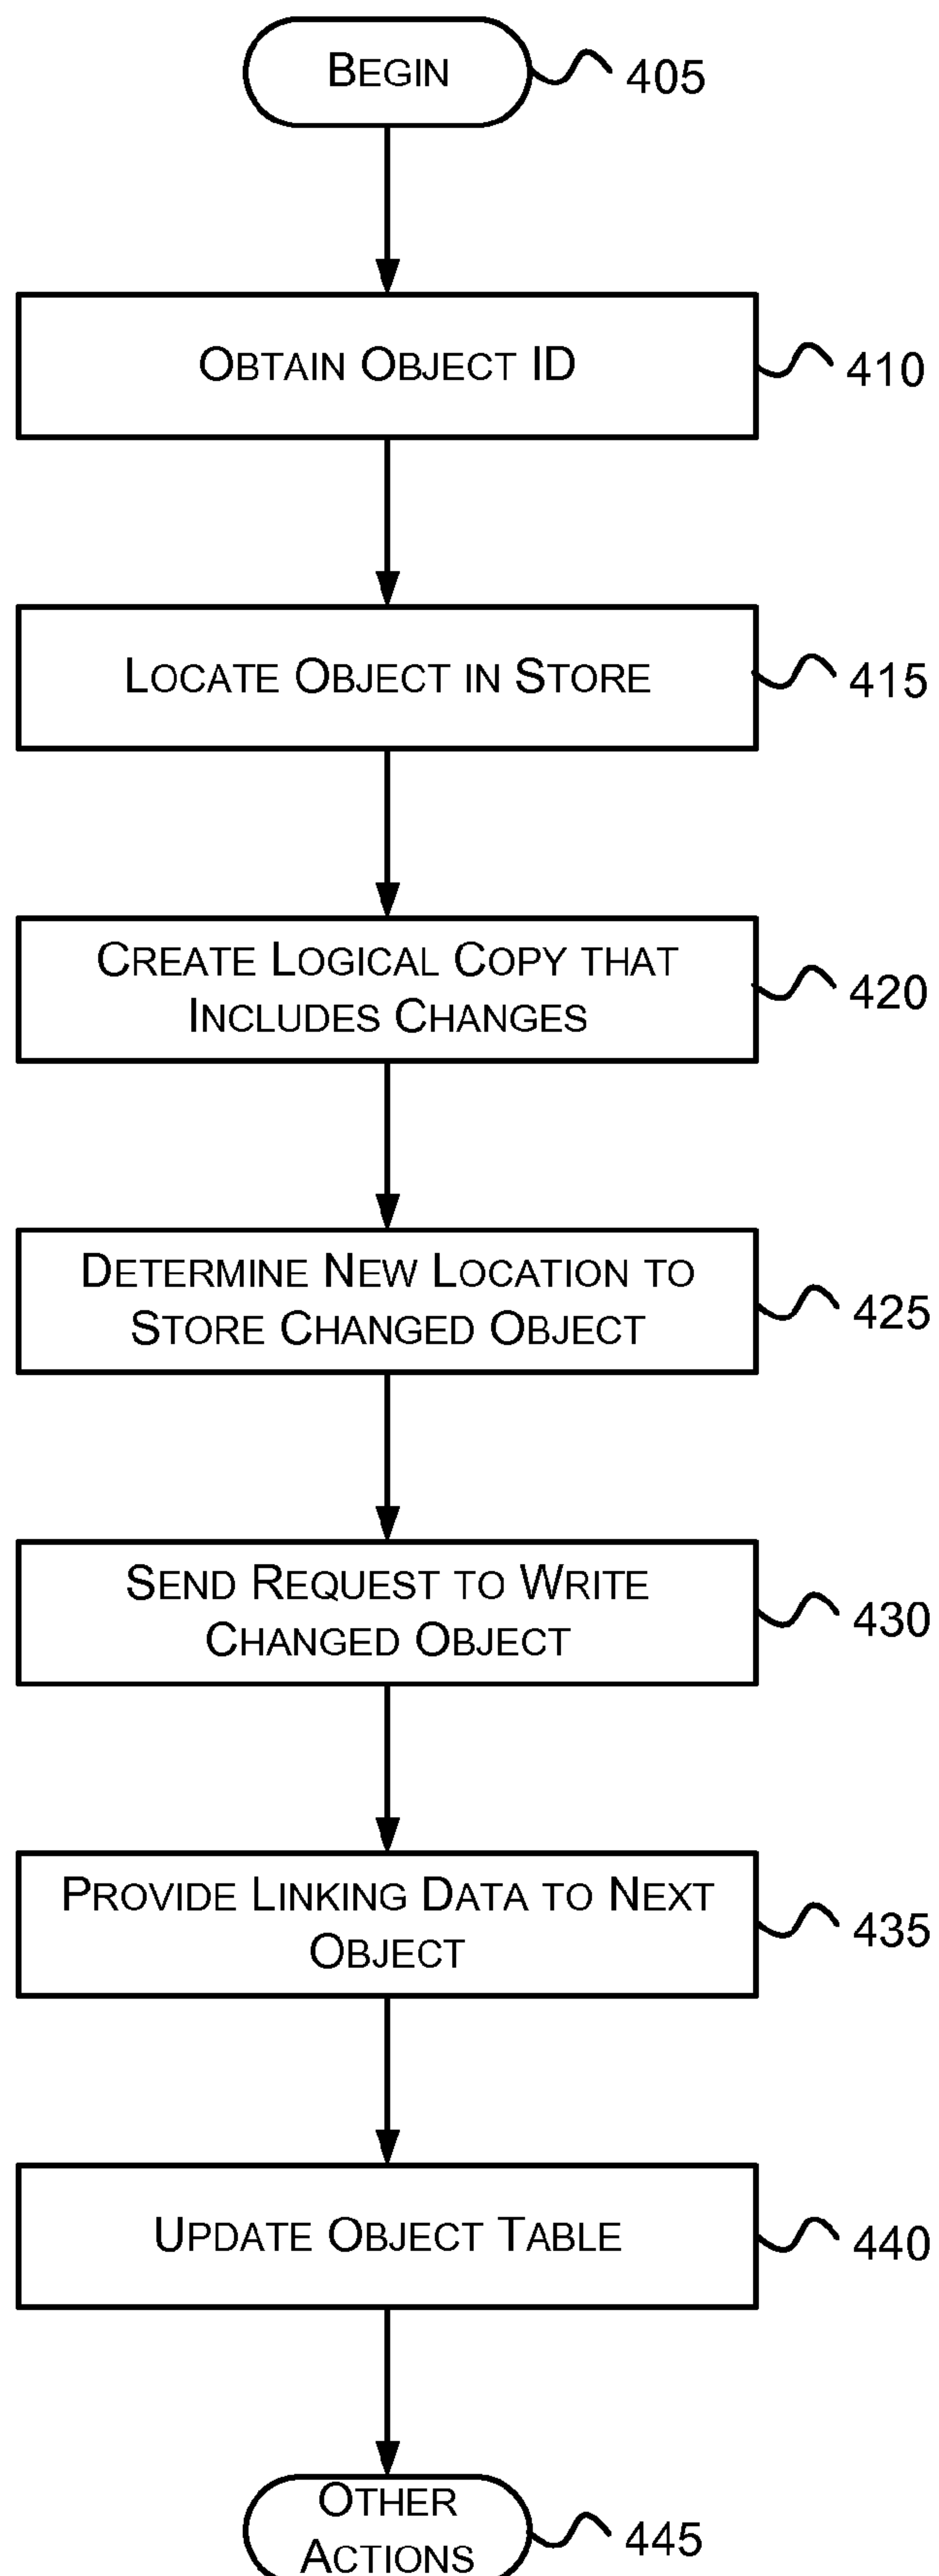 BEGIN
405
OBTAIN OBJECT ID
410
LOCATE OBJECT IN STORE
415
CREATE LOGICAL COPY THAT
INCLUDES CHANGES
420
DETERMINE NEW LOCATION TO
STORE CHANGED OBJECT
425
SEND REQUEST TO WRITE
CHANGED OBJECT
430
PROVIDE LINKING DATA TO NEXT
OBJECT
435
UPDATE OBJECT TABLE
440
OTHER
ACTIONS
445